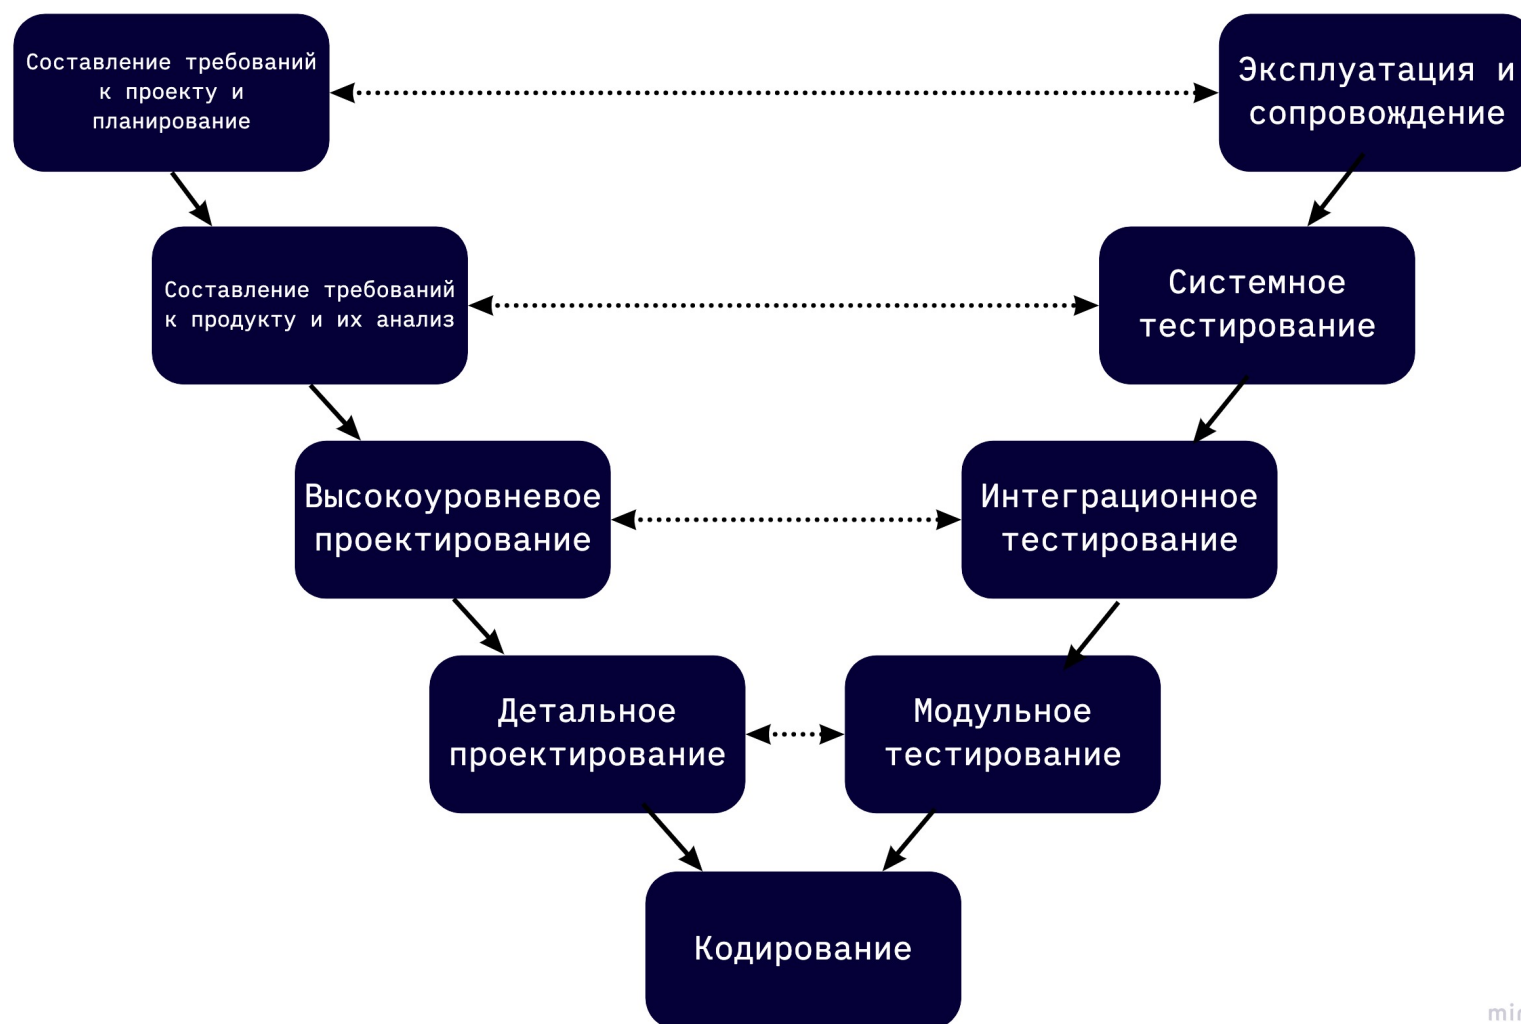 Составление требований
к проекту и
планирование
Эксплуатация и
сопровождение
Составление требований
к продукту и их анализ
Системное
тестирование
Высокоуровневое
проектирование
Интеграционное
тестирование
Детальное
проектирование
Модульное
тестирование
Кодирование